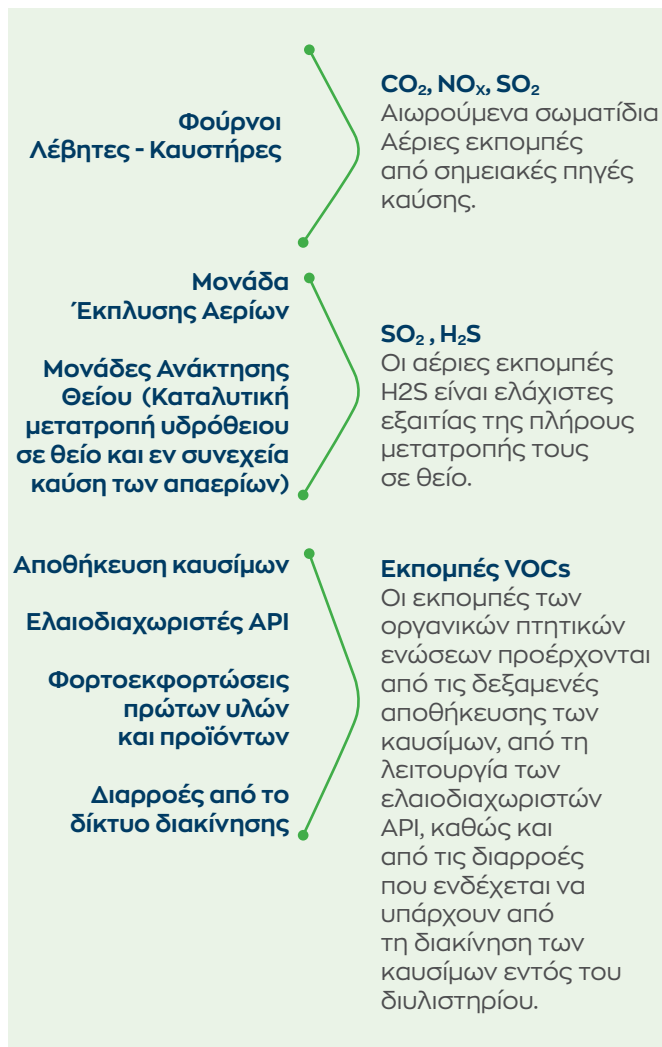 Φούρνοι
Λέβητες - Καυστήρες
CO₂, NOₓ, SO₂
Αιωρούμενα σωματίδια
Αέριες εκπομπές
από σημειακές πηγές
καύσης.
Μονάδα
Έκπλυσης Αερίων
Μονάδες Ανάκτησης
Θείου (Καταλυτική
μετατροπή υδρόθειου
σε θείο και εν συνεχεία
καύση των απαερίων)
SO₂ , H₂S
Οι αέριες εκπομπές
H2S είναι ελάχιστες
εξαιτίας της πλήρους
μετατροπής τους
σε θείο.
Αποθήκευση καυσίμων
Ελαιοδιαχωριστές API
Φορτοεκφορτώσεις
πρώτων υλών
και προϊόντων
Διαρροές από το
δίκτυο διακίνησης
Εκπομπές VOCs
Οι εκπομπές των
οργανικών πτητικών
ενώσεων προέρχονται
από τις δεξαμενές
αποθήκευσης των
καυσίμων, από τη
λειτουργία των
ελαιοδιαχωριστών
API, καθώς και
από τις διαρροές
που ενδέχεται να
υπάρχουν από
τη διακίνηση των
καυσίμων εντός του
διυλιστηρίου.